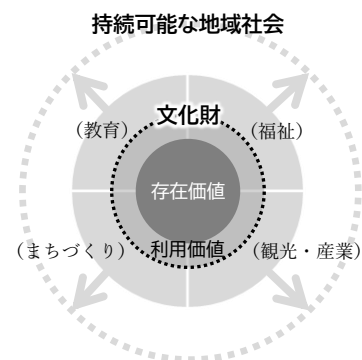 持続可能な地域社会
文化財
（教育）
（福祉）
存在価値
（まちづくり）
利用価値
（観光・産業）